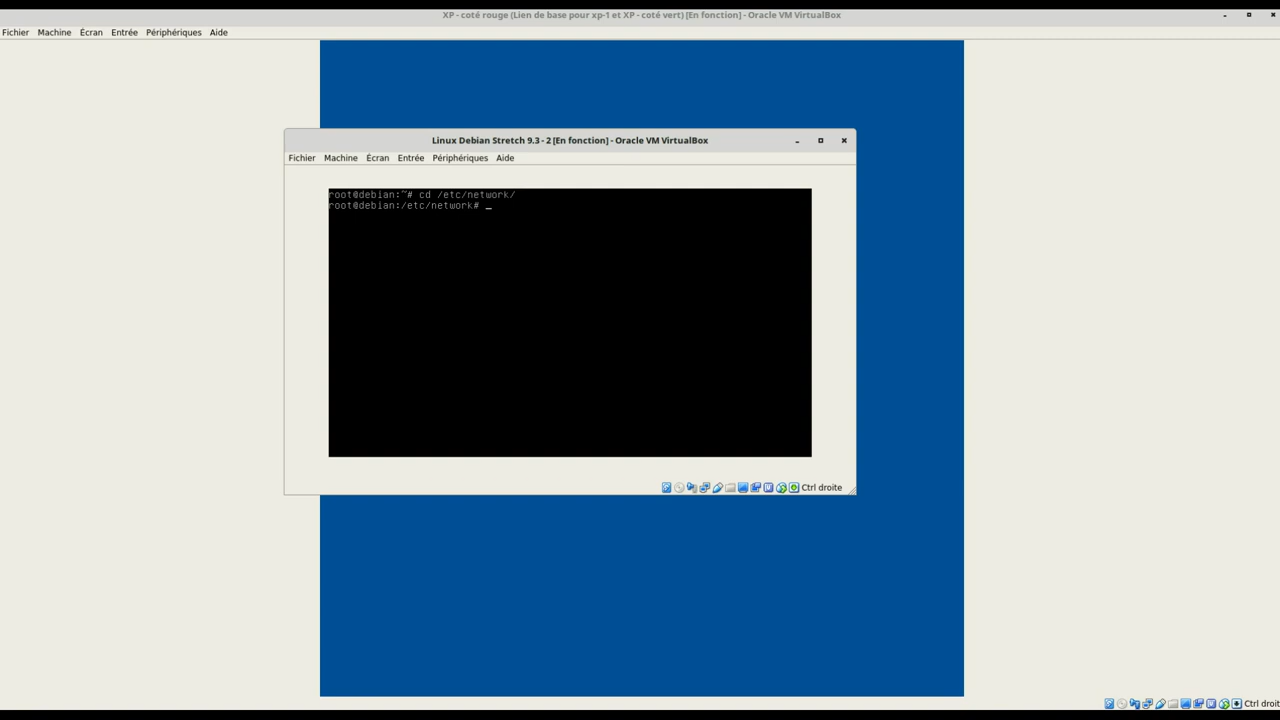 XP - coté rouge (Lien de base pour xp-1 et XP - coté vert) [En fonction] - Oracle VM VirtualBox
Fichier Machine Écran Entrée Périphériques Aide
Linux Debian Stretch 9.3 - 2 [En fonction] - Oracle VM VirtualBox
Fichier Machine Écran Entrée Périphériques Aide
root@debian:~# cd /etc/network/
root@debian:/etc/network# _
Ctrl droite
Ctrl droit